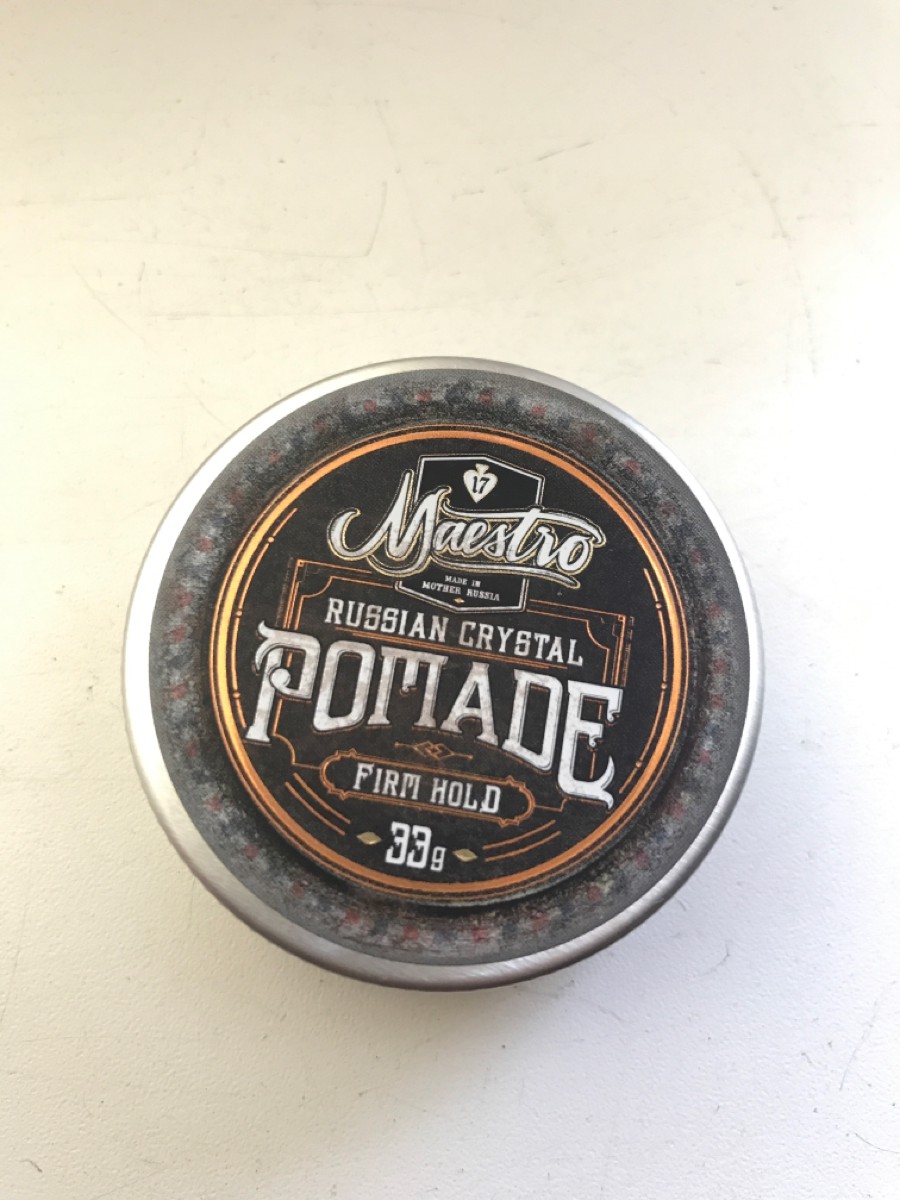 17
Maestro
MADE IN
MOTHER RUSSIA
RUSSIAN CRYSTAL
POMADE
FIRM HOLD
33g